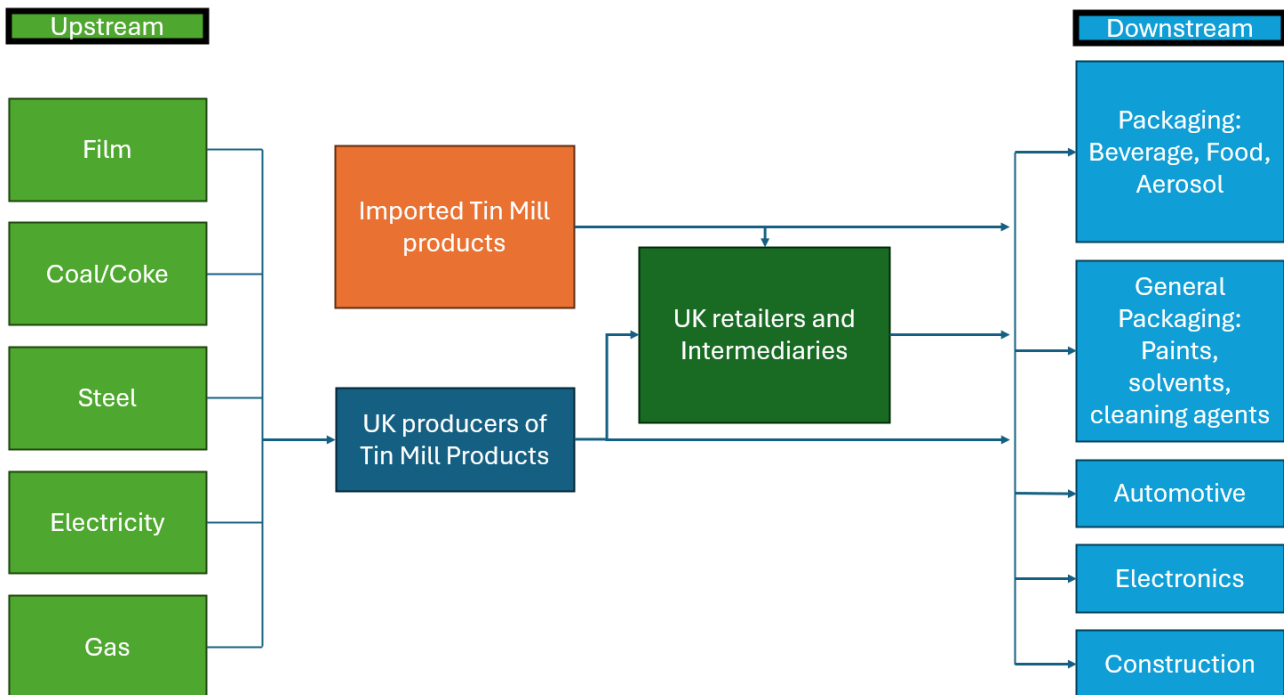 Upstream
Film
Coal/Coke
Steel
Electricity
Gas
Imported Tin Mill
products
UK producers of
Tin Mill Products
UK retailers and
Intermediaries
Downstream
Packaging:
Beverage, Food,
Aerosol
General
Packaging:
Paints,
solvents,
cleaning agents
Automotive
Electronics
Construction